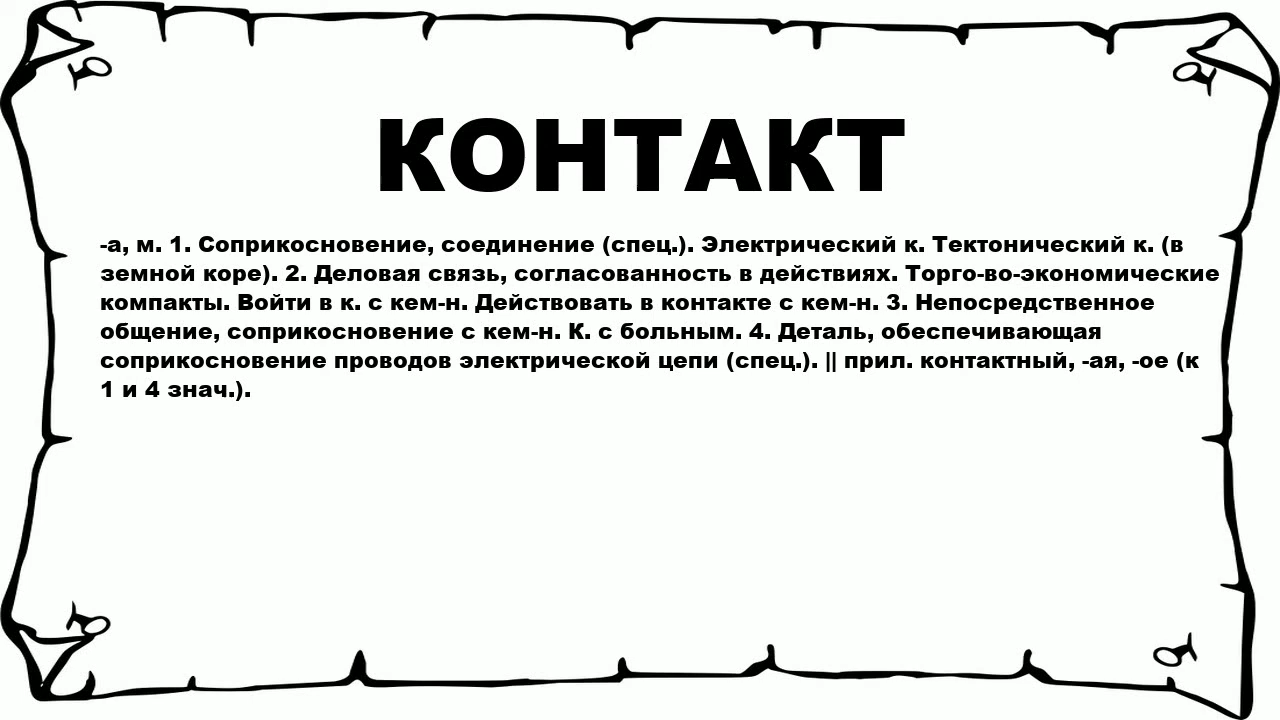 КОНТАКТ
-а, м. 1. Соприкосновение, соединение (спец.). Электрический к. Тектонический к. (в
земной коре). 2. Деловая связь, согласованность в действиях. Торго-во-экономические
компакты. Войти в к. с кем-н. Действовать в контакте с кем-н. 3. Непосредственное
общение, соприкосновение с кем-н. К. с больным. 4. Деталь, обеспечивающая
соприкосновение проводов электрической цепи (спец.). || прил. контактный, -ая, -ое (к
1 и 4 знач.).